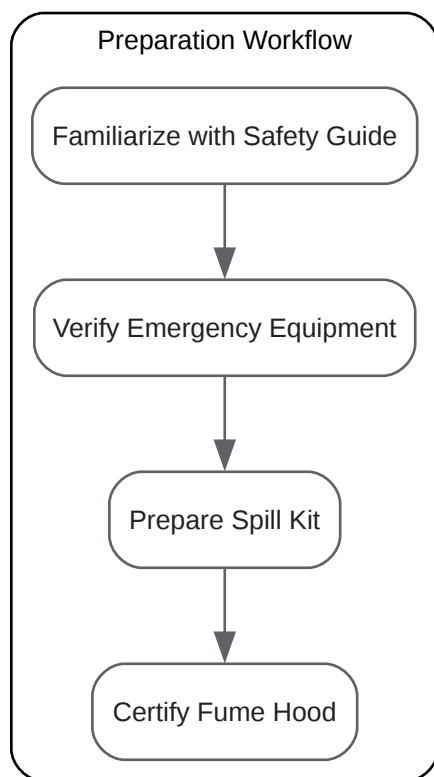 Preparation Workflow
Familiarize with Safety Guide
Verify Emergency Equipment
Prepare Spill Kit
Certify Fume Hood